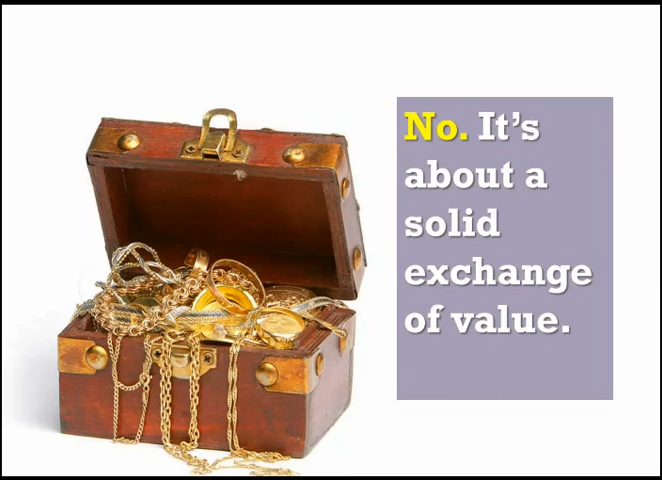 No. It’s
about a
solid
exchange
of value.